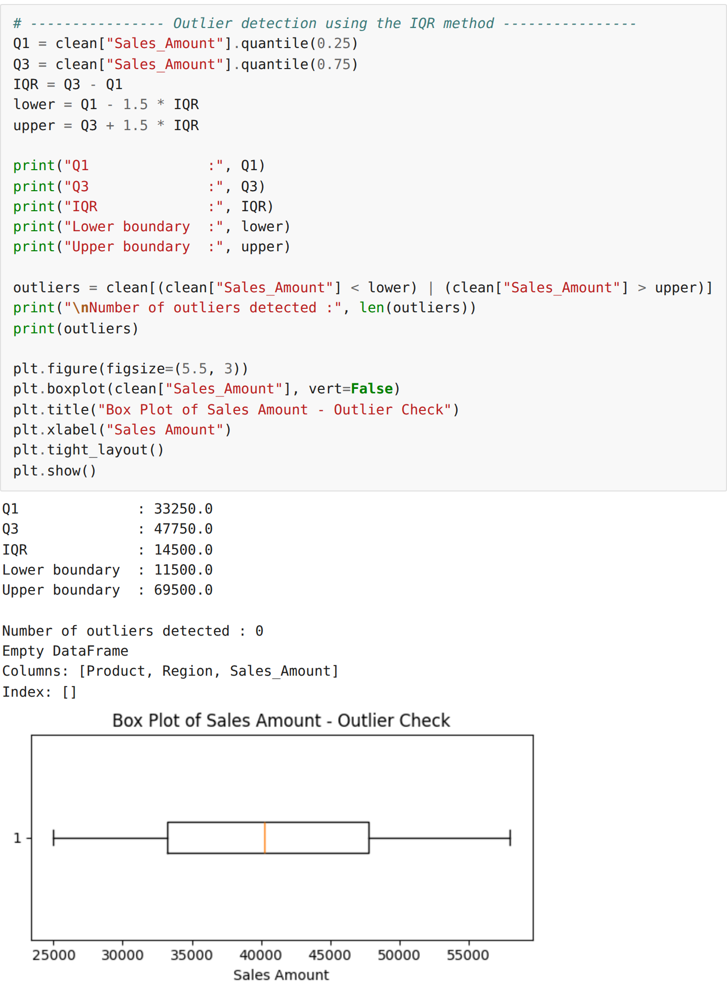 # ---------------- Outlier detection using the IQR method ----------------
Q1 = clean["Sales_Amount"].quantile(0.25)
Q3 = clean["Sales_Amount"].quantile(0.75)
IQR = Q3 - Q1
lower = Q1 - 1.5 * IQR
upper = Q3 + 1.5 * IQR

print("Q1              :", Q1)
print("Q3              :", Q3)
print("IQR             :", IQR)
print("Lower boundary  :", lower)
print("Upper boundary  :", upper)

outliers = clean[(clean["Sales_Amount"] < lower) | (clean["Sales_Amount"] > upper)]
print("\nNumber of outliers detected :", len(outliers))
print(outliers)

plt.figure(figsize=(5.5, 3))
plt.boxplot(clean["Sales_Amount"], vert=False)
plt.title("Box Plot of Sales Amount - Outlier Check")
plt.xlabel("Sales Amount")
plt.tight_layout()
plt.show()
Q1              : 33250.0
Q3              : 47750.0
IQR             : 14500.0
Lower boundary  : 11500.0
Upper boundary  : 69500.0

Number of outliers detected : 0
Empty DataFrame
Columns: [Product, Region, Sales_Amount]
Index: []
Box Plot of Sales Amount - Outlier Check
1
25000 30000 35000 40000 45000 50000 55000
Sales Amount